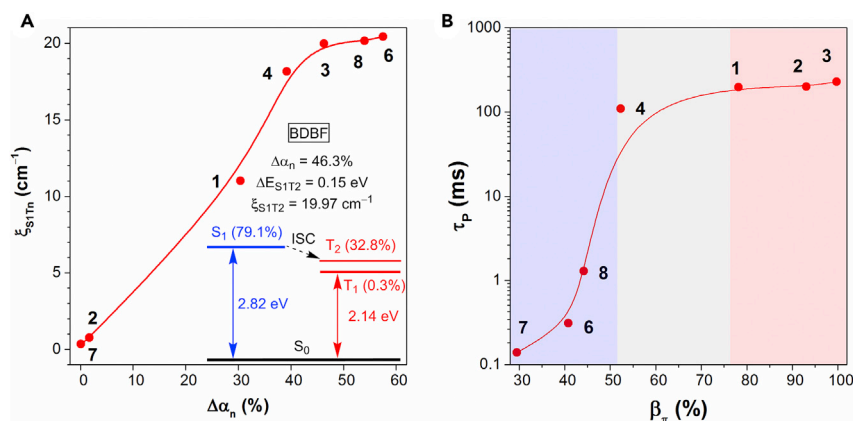 A
20
15
10
5
0
ξS1Tn (cm⁻¹)
0 10 20 30 40 50 60
Δαn (%)
4
3 8 6
1
2
7
BDBF
Δαn = 46.3%
ΔES1T2 = 0.15 eV
ξS1T2 = 19.97 cm⁻¹
S1 (79.1%)
ISC
T2 (32.8%)
T1 (0.3%)
2.82 eV
2.14 eV
S0
B
1000
100
10
1
0.1
τP (ms)
30 40 50 60 70 80 90 100
βπ (%)
1 2 3
4
8
7 6